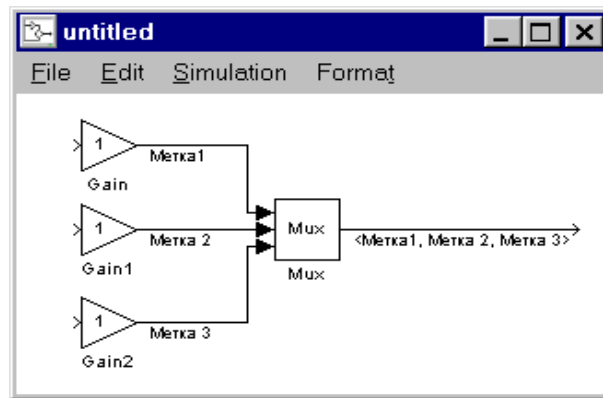 untitled
File Edit Simulation Format
1
Метка1
Gain
1
Метка 2
Gain1
Mux
Mux
<Метка1, Метка 2, Метка 3>
1
Метка 3
Gain2